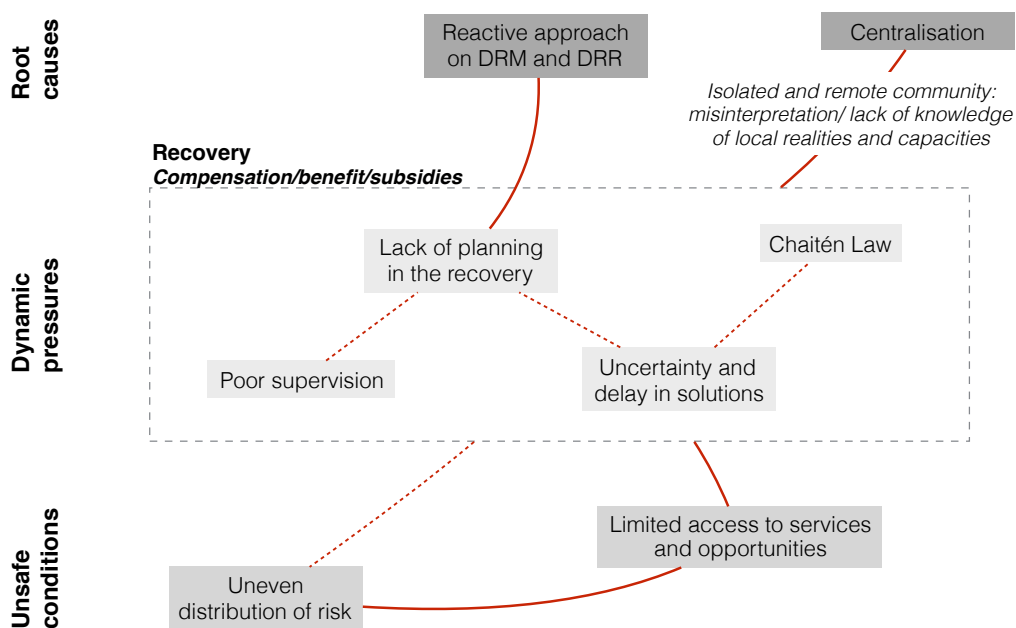 Root
causes
Reactive approach
on DRM and DRR
Centralisation
Isolated and remote community:
misinterpretation/ lack of knowledge
of local realities and capacities
Recovery
Compensation/benefit/subsidies
Dynamic
pressures
Lack of planning
in the recovery
Chaitén Law
Poor supervision
Uncertainty and
delay in solutions
Unsafe
conditions
Limited access to services
and opportunities
Uneven
distribution of risk